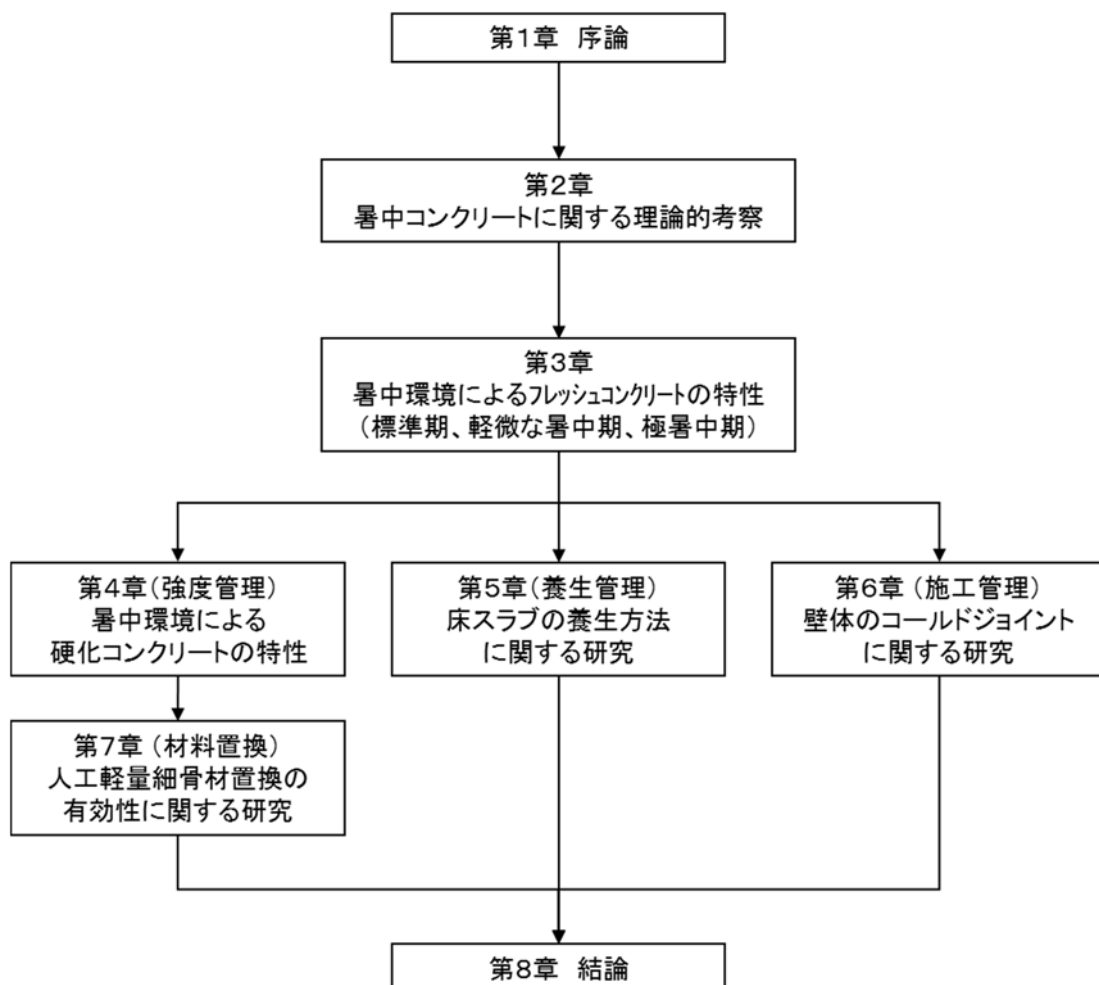 第１章 序論
第２章
暑中コンクリートに関する理論的考察
第３章
暑中環境によるﾌﾚｯｼｭｺﾝｸﾘｰﾄの特性
（標準期、軽微な暑中期、極暑中期）
第４章（強度管理）
暑中環境による
硬化コンクリートの特性
第５章（養生管理）
床スラブの養生方法
に関する研究
第６章（施工管理）
壁体のコールドジョイント
に関する研究
第７章（材料置換）
人工軽量細骨材置換の
有効性に関する研究
第８章 結論